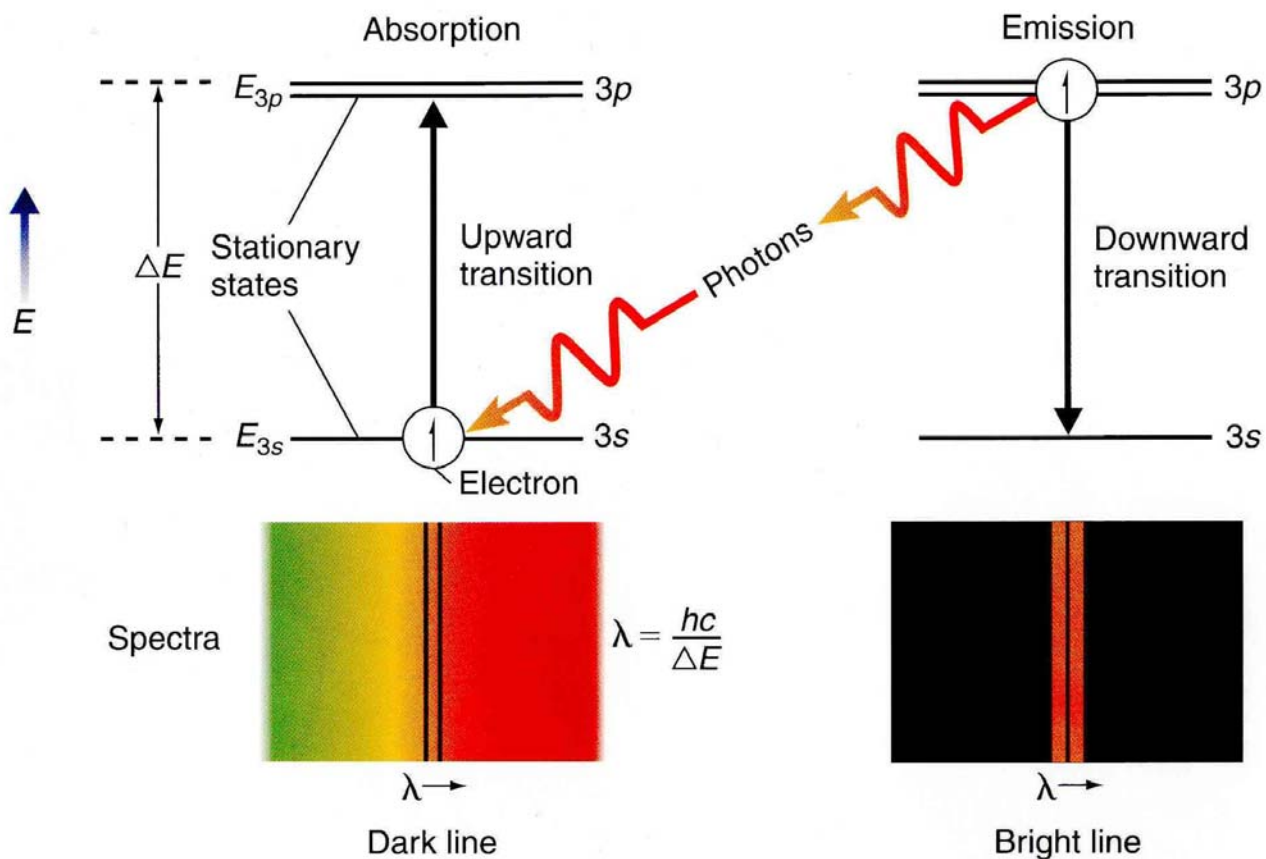 Absorption
Emission
E3p
3p
3p
E
ΔE
Stationary
states
Upward
transition
Photons
Downward
transition
E3s
3s
3s
Electron
Spectra
λ = hc/ΔE
λ →
λ →
Dark line
Bright line